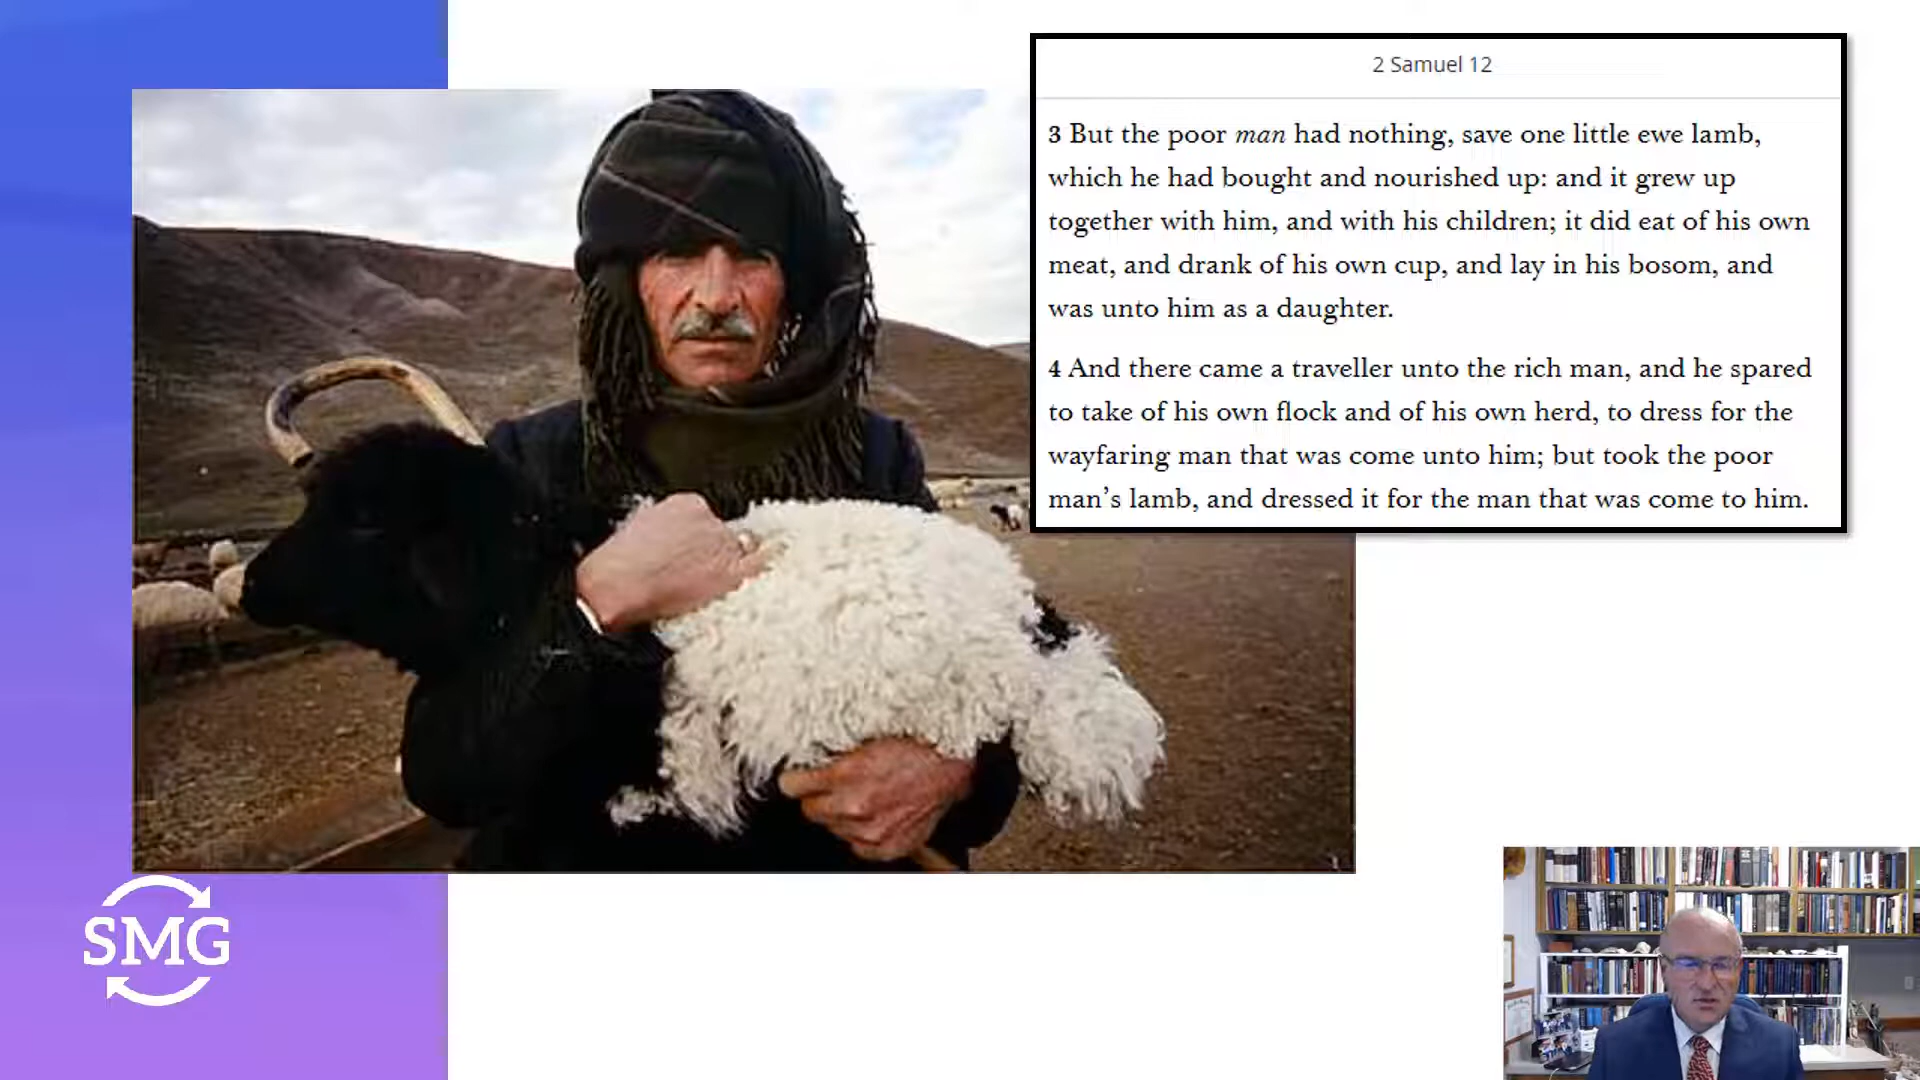 2 Samuel 12
3 But the poor man had nothing, save one little ewe lamb,
which he had bought and nourished up: and it grew up
together with him, and with his children; it did eat of his own
meat, and drank of his own cup, and lay in his bosom, and
was unto him as a daughter.
4 And there came a traveller unto the rich man, and he spared
to take of his own flock and of his own herd, to dress for the
wayfaring man that was come unto him; but took the poor
man’s lamb, and dressed it for the man that was come to him.
SMG